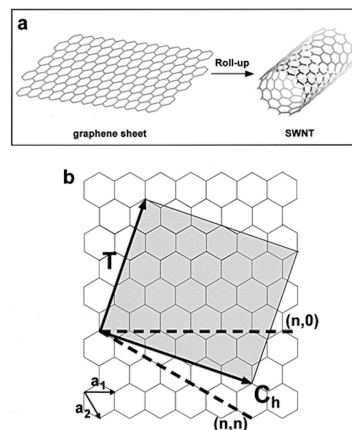 a
Roll-up
graphene sheet
SWNT
b
T
(n,0)
a1
Ch
a2
(n,n)